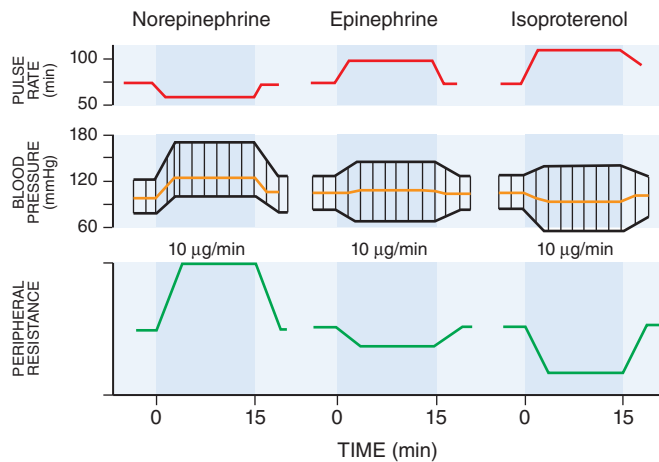 Norepinephrine Epinephrine Isoproterenol
PULSE
RATE
(min)
100
50
BLOOD
PRESSURE
(mmHg)
180
120
60
10 µg/min 10 µg/min 10 µg/min
PERIPHERAL
RESISTANCE
0 15 0 15 0 15
TIME (min)